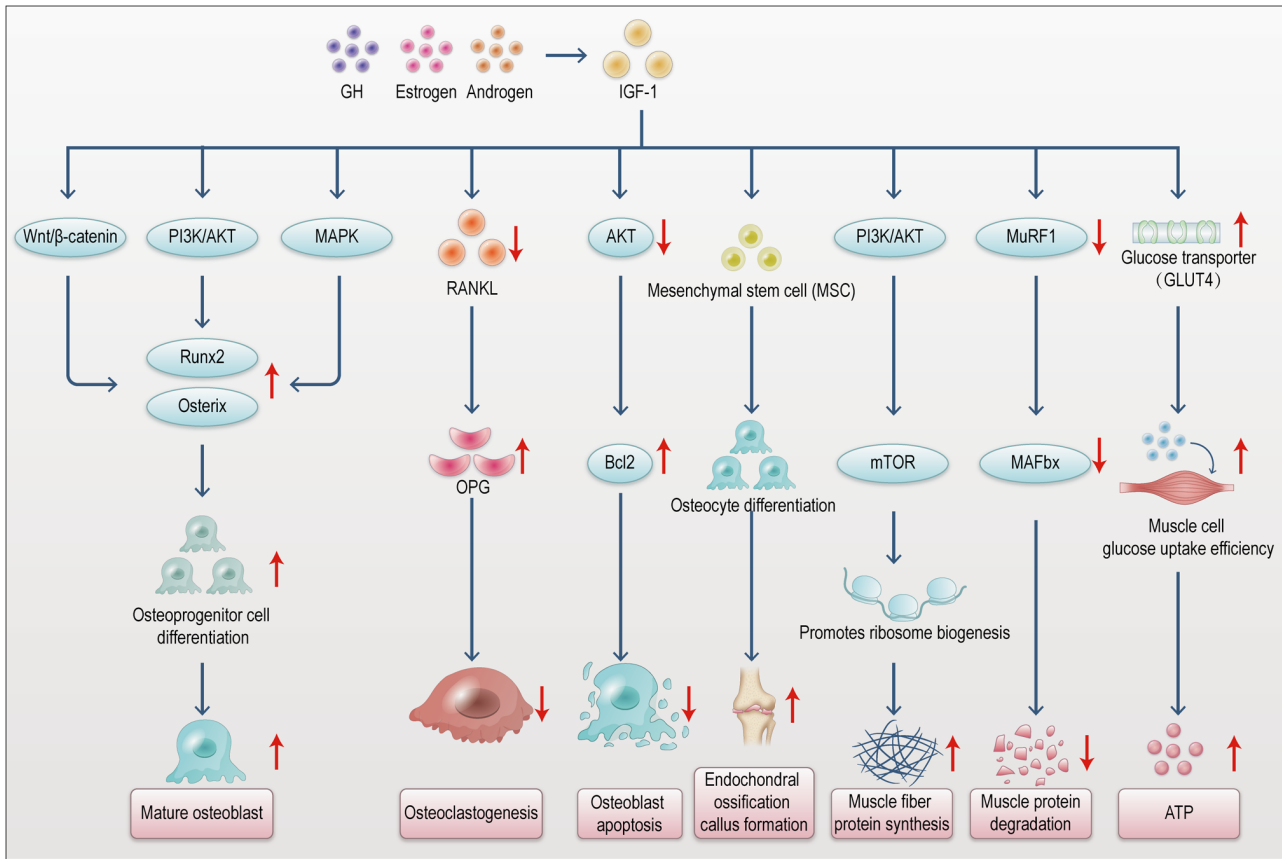 GH
Estrogen
Androgen
IGF-1
Wnt/β-catenin
PI3K/AKT
MAPK
RANKL
AKT
Mesenchymal stem cell (MSC)
PI3K/AKT
MuRF1
Glucose transporter
(GLUT4)
Runx2
Osterix
OPG
Bcl2
Osteocyte differentiation
mTOR
MAFbx
Muscle cell
glucose uptake efficiency
Osteoprogenitor cell
differentiation
Promotes ribosome biogenesis
Mature osteoblast
Osteoclastogenesis
Osteoblast
apoptosis
Endochondral
ossification
callus formation
Muscle fiber
protein synthesis
Muscle protein
degradation
ATP